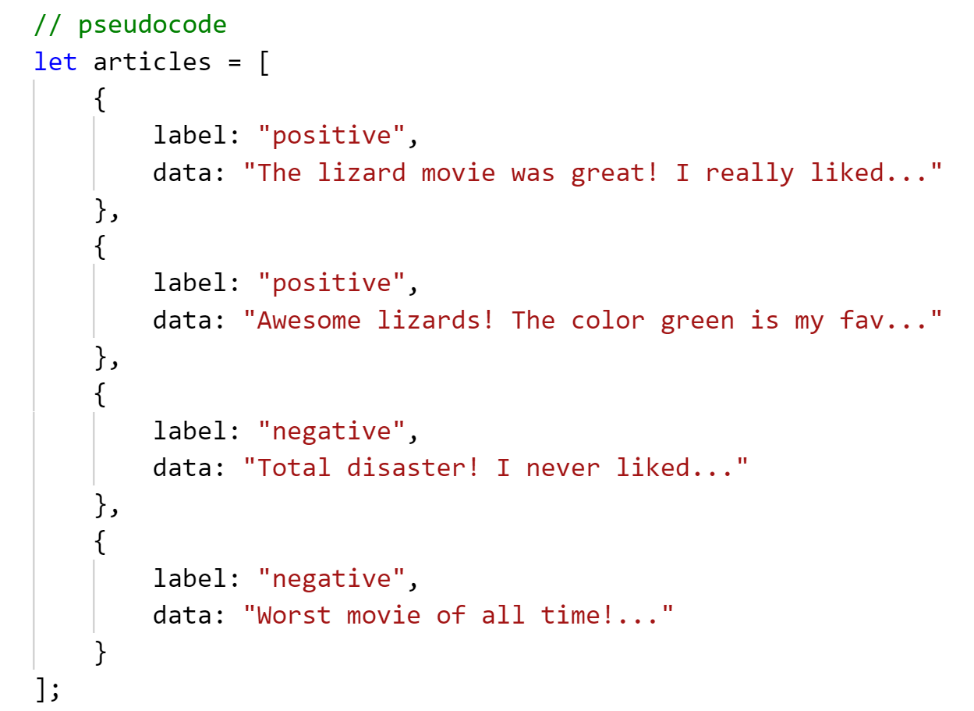 // pseudocode
let articles = [
    {
        label: "positive",
        data: "The lizard movie was great! I really liked..."
    },
    {
        label: "positive",
        data: "Awesome lizards! The color green is my fav..."
    },
    {
        label: "negative",
        data: "Total disaster! I never liked..."
    },
    {
        label: "negative",
        data: "Worst movie of all time!..."
    }
];